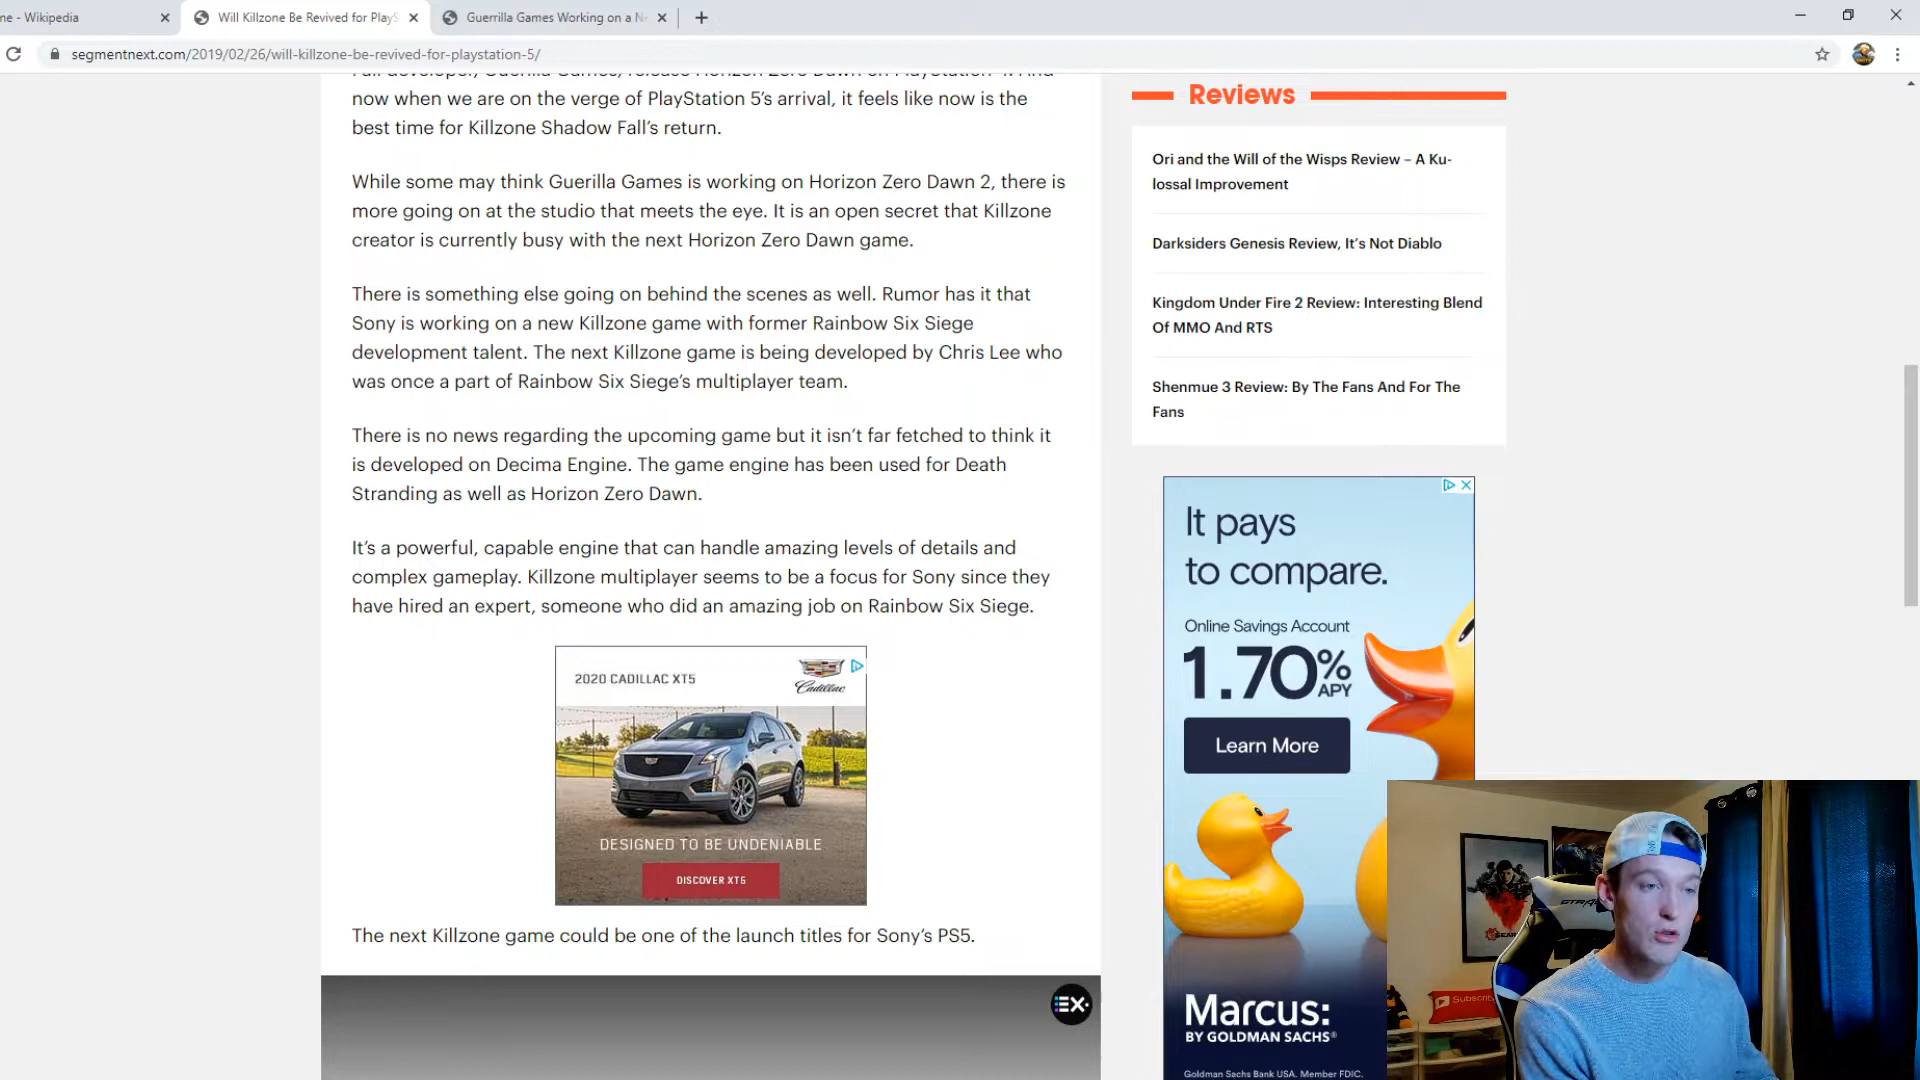 ne - Wikipedia
Will Killzone Be Revived for PlayS
Guerrilla Games Working on a N
segmentnext.com/2019/02/26/will-killzone-be-revived-for-playstation-5/
Fall developer, Guerilla Games, release Horizon Zero Dawn on PlayStation 4. And
now when we are on the verge of PlayStation 5’s arrival, it feels like now is the
best time for Killzone Shadow Fall’s return.
While some may think Guerilla Games is working on Horizon Zero Dawn 2, there is
more going on at the studio that meets the eye. It is an open secret that Killzone
creator is currently busy with the next Horizon Zero Dawn game.
There is something else going on behind the scenes as well. Rumor has it that
Sony is working on a new Killzone game with former Rainbow Six Siege
development talent. The next Killzone game is being developed by Chris Lee who
was once a part of Rainbow Six Siege’s multiplayer team.
There is no news regarding the upcoming game but it isn’t far fetched to think it
is developed on Decima Engine. The game engine has been used for Death
Stranding as well as Horizon Zero Dawn.
It’s a powerful, capable engine that can handle amazing levels of details and
complex gameplay. Killzone multiplayer seems to be a focus for Sony since they
have hired an expert, someone who did an amazing job on Rainbow Six Siege.
2020 CADILLAC XT5
Cadillac
DESIGNED TO BE UNDENIABLE
DISCOVER XT5
The next Killzone game could be one of the launch titles for Sony’s PS5.
EX
Reviews
Ori and the Will of the Wisps Review – A Ku-
lossal Improvement
Darksiders Genesis Review, It’s Not Diablo
Kingdom Under Fire 2 Review: Interesting Blend
Of MMO And RTS
Shenmue 3 Review: By The Fans And For The
Fans
It pays
to compare.
Online Savings Account
1.70% APY
Learn More
Marcus:
BY GOLDMAN SACHS®
Goldman Sachs Bank USA. Member FDIC.
GEAR
Subscrib